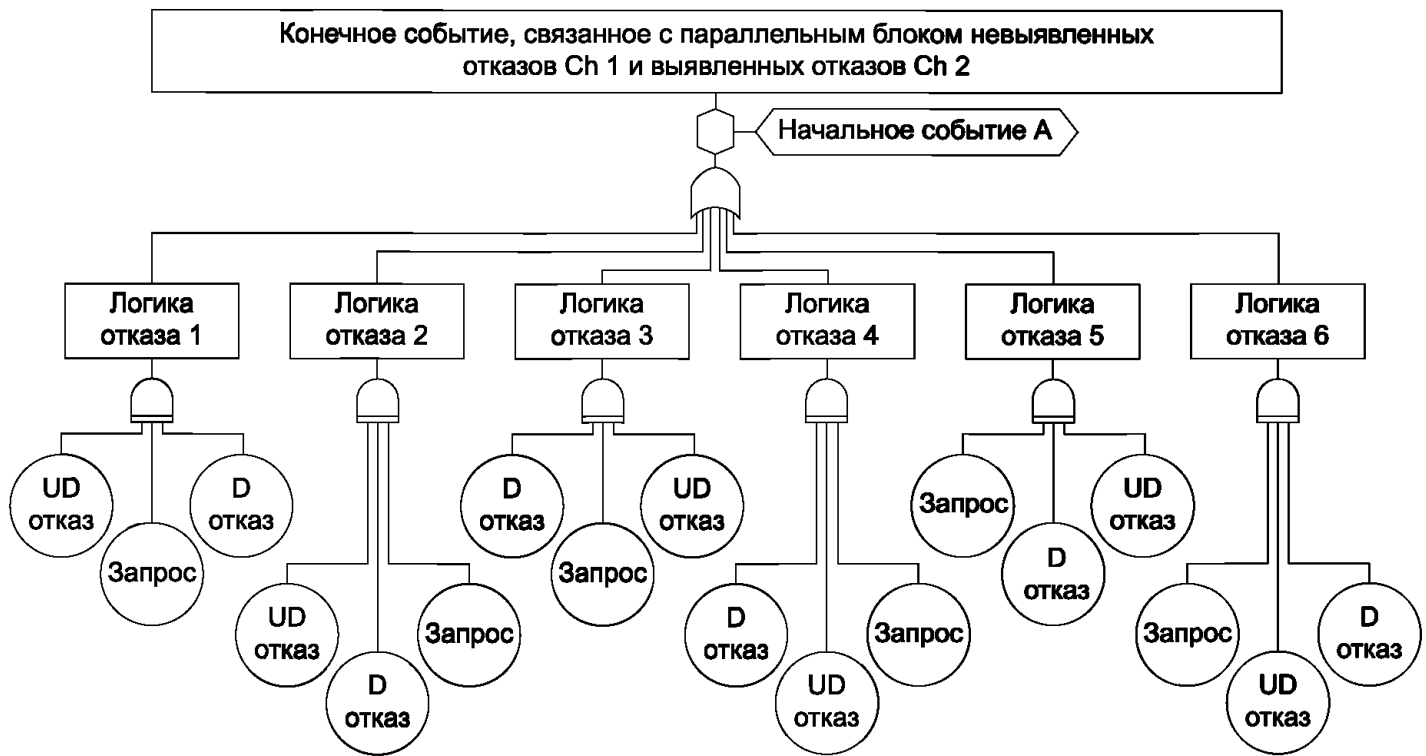 Конечное событие, связанное с параллельным блоком невыявленных
отказов Ch 1 и выявленных отказов Ch 2
Начальное событие А
Логика
отказа 1
Логика
отказа 2
Логика
отказа 3
Логика
отказа 4
Логика
отказа 5
Логика
отказа 6
UD
отказ
Запрос
D
отказ
UD
отказ
D
отказ
Запрос
D
отказ
Запрос
UD
отказ
D
отказ
UD
отказ
Запрос
Запрос
D
отказ
UD
отказ
Запрос
UD
отказ
D
отказ